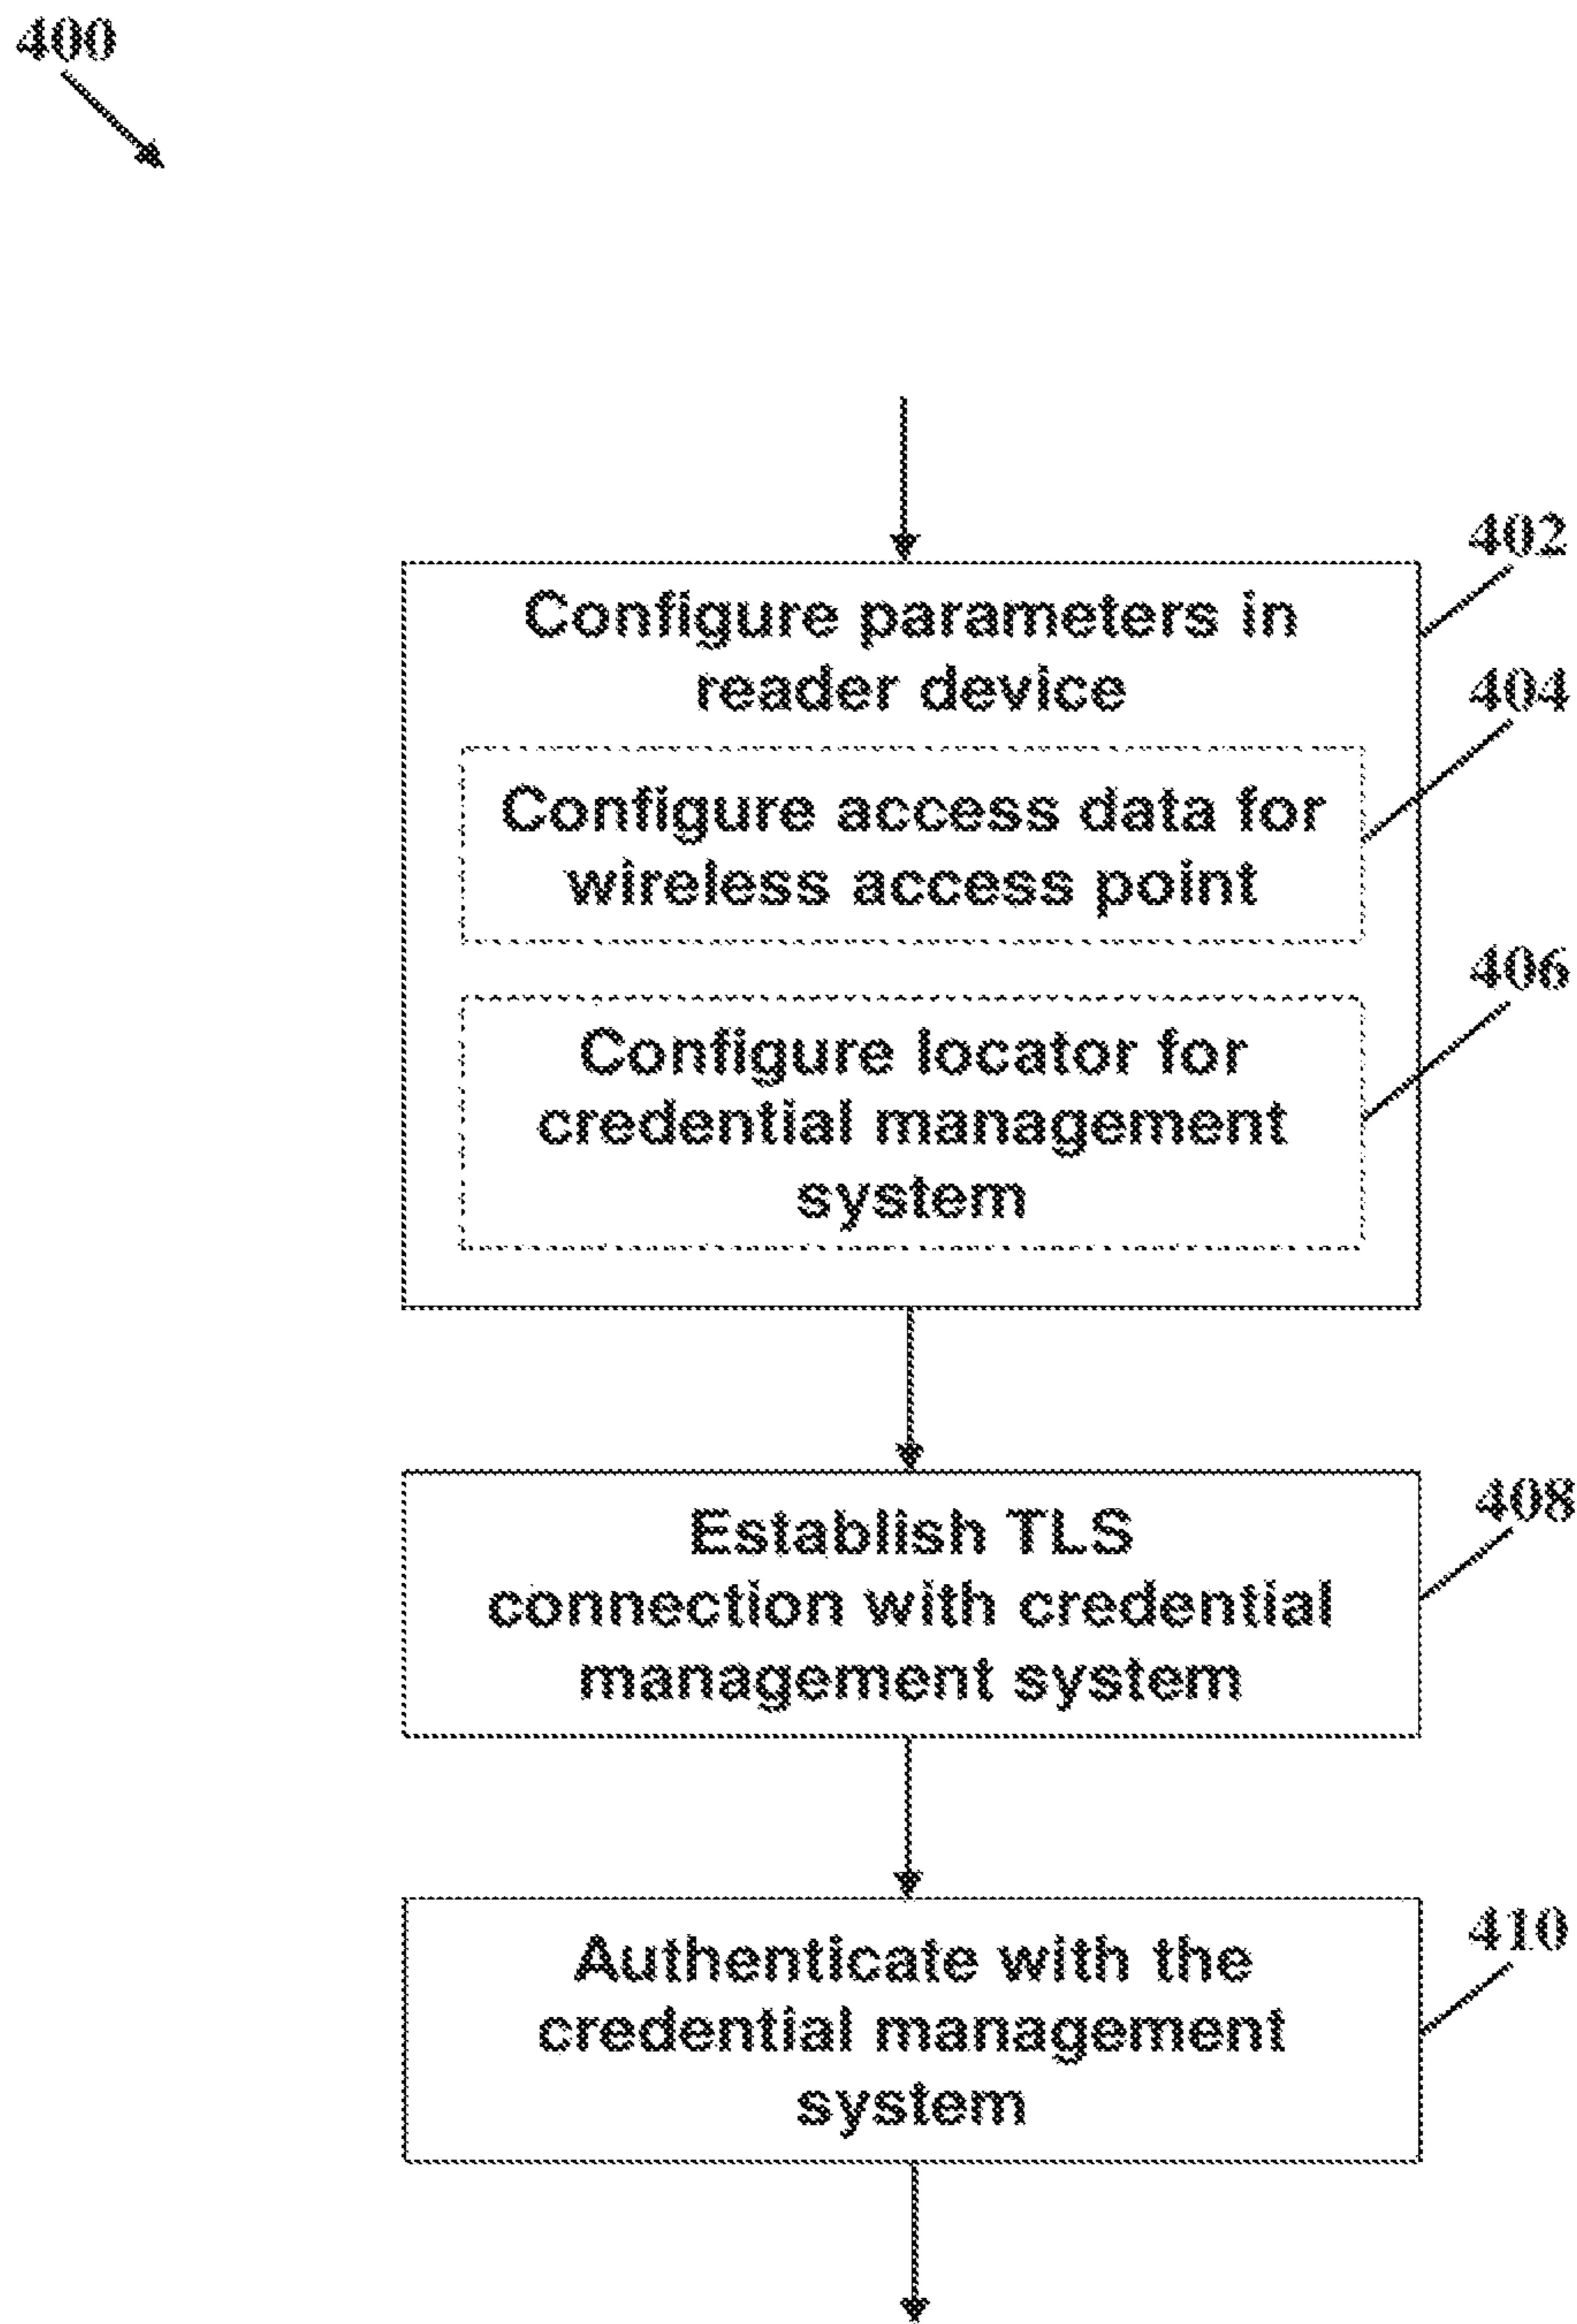 400
402
Configure parameters in
reader device
404
Configure access data for
wireless access point
406
Configure locator for
credential management
system
408
Establish TLS
connection with credential
management system
410
Authenticate with the
credential management
system